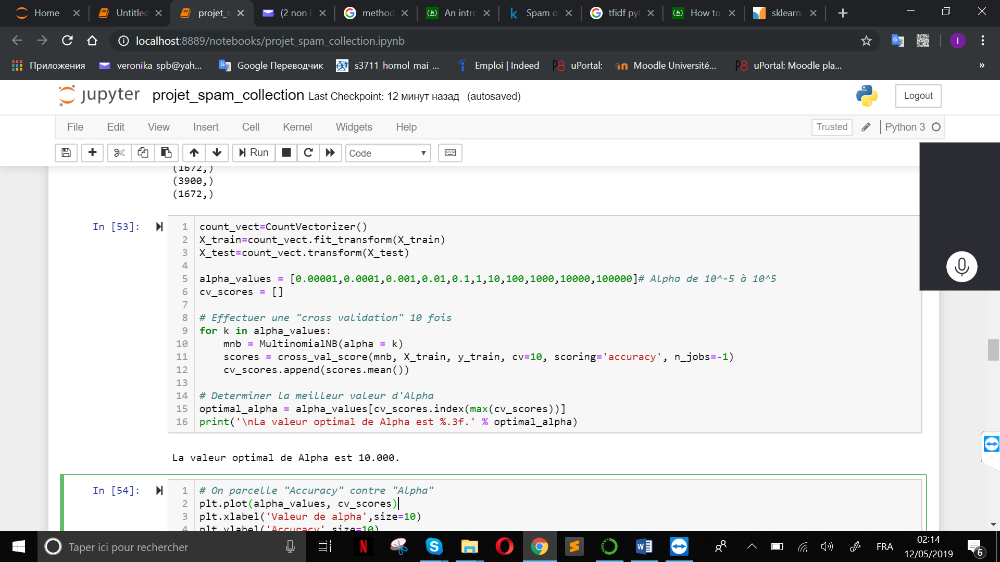 Home
Untitled
projet_s
(2 non l
method
An intro
Spam o
tfidf pyt
How to
sklearn.
localhost:8889/notebooks/projet_spam_collection.ipynb
I
Приложения
veronika_spb@yah...
Google Переводчик
s3711_homol_mai_...
Emploi | Indeed
uPortal:
Moodle Université...
uPortal: Moodle pla...
»
jupyter projet_spam_collection Last Checkpoint: 12 минут назад (autosaved)
Logout
File Edit View Insert Cell Kernel Widgets Help
Trusted
Python 3
Run
Code
(1672,)
(3900,)
(1672,)
In [53]:
1 count_vect=CountVectorizer()
2 X_train=count_vect.fit_transform(X_train)
3 X_test=count_vect.transform(X_test)
4
5 alpha_values = [0.00001,0.0001,0.001,0.01,0.1,1,10,100,1000,10000,100000]# Alpha de 10^-5 à 10^5
6 cv_scores = []
7
8 # Effectuer une "cross validation" 10 fois
9 for k in alpha_values:
10 mnb = MultinomialNB(alpha = k)
11 scores = cross_val_score(mnb, X_train, y_train, cv=10, scoring='accuracy', n_jobs=-1)
12 cv_scores.append(scores.mean())
13
14 # Determiner la meilleur valeur d'Alpha
15 optimal_alpha = alpha_values[cv_scores.index(max(cv_scores))]
16 print('\nLa valeur optimal de Alpha est %.3f.' % optimal_alpha)
La valeur optimal de Alpha est 10.000.
In [54]:
1 # On parcelle "Accuracy" contre "Alpha"
2 plt.plot(alpha_values, cv_scores)
3 plt.xlabel('Valeur de alpha',size=10)
4 plt.ylabel('Accuracy',size=10)
Taper ici pour rechercher
FRA
02:14
12/05/2019
6